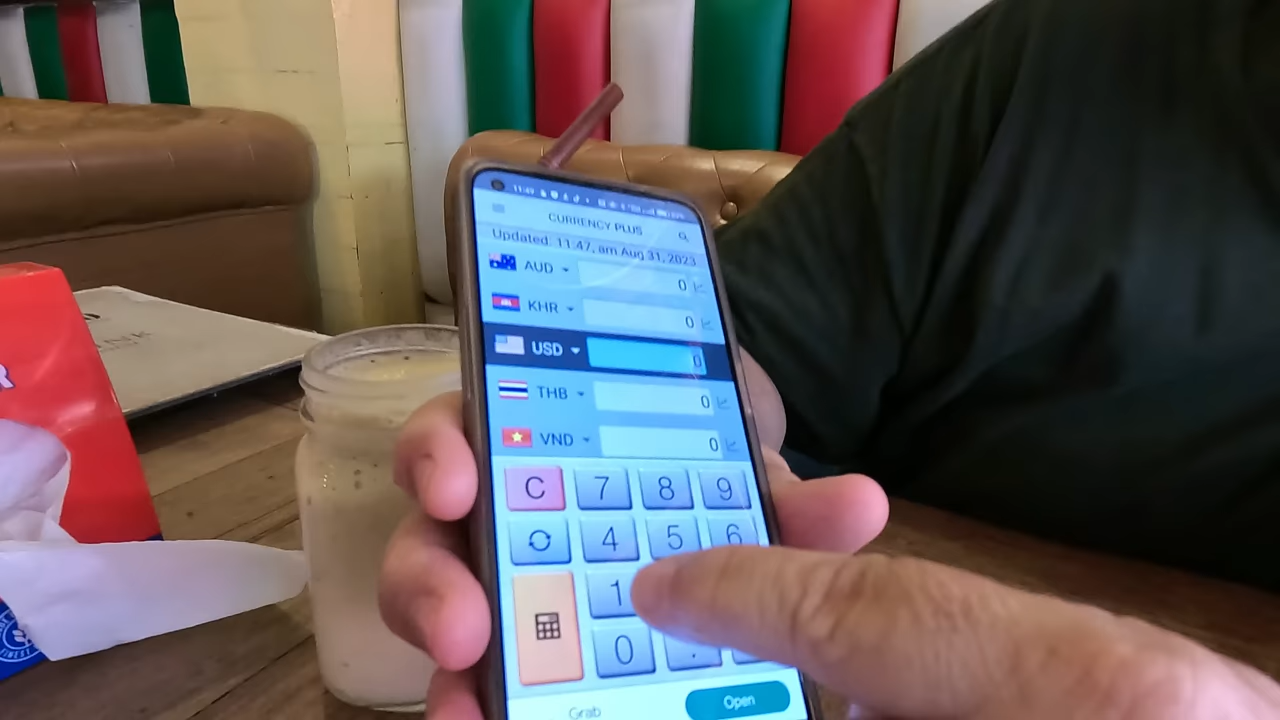 11:49
CURRENCY PLUS
Updated: 11:47, am Aug 31, 2023
AUD 0
KHR 0
USD 0
THB 0
VND 0
C 7 8 9
4 5 6
1
0 .
Grab Open
R
FINEST